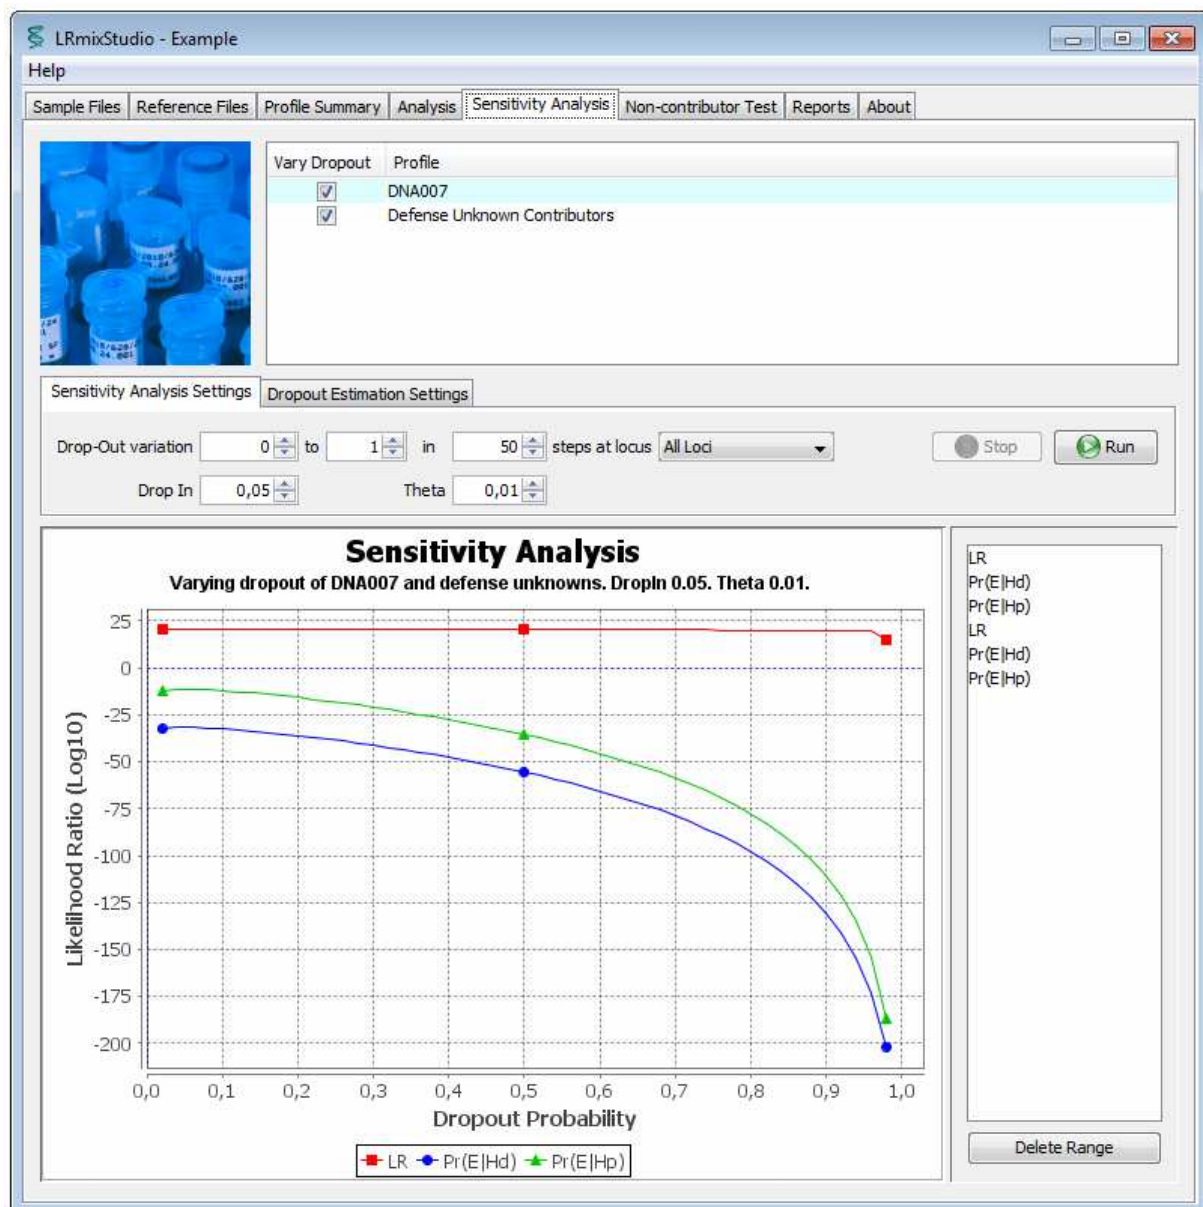 LRmixStudio - Example
Help
Sample Files Reference Files Profile Summary Analysis Sensitivity Analysis Non-contributor Test Reports About
Vary Dropout Profile
DNA007
Defense Unknown Contributors
Sensitivity Analysis Settings Dropout Estimation Settings
Drop-Out variation 0 to 1 in 50 steps at locus All Loci Stop Run
Drop In 0,05 Theta 0,01
Sensitivity Analysis
Varying dropout of DNA007 and defense unknowns. DropIn 0.05. Theta 0.01.
25
0
-25
-50
-75
-100
-125
-150
-175
-200
Likelihood Ratio (Log10)
0,0 0,1 0,2 0,3 0,4 0,5 0,6 0,7 0,8 0,9 1,0
Dropout Probability
LR Pr(E|Hd) Pr(E|Hp)
LR
Pr(E|Hd)
Pr(E|Hp)
LR
Pr(E|Hd)
Pr(E|Hp)
Delete Range